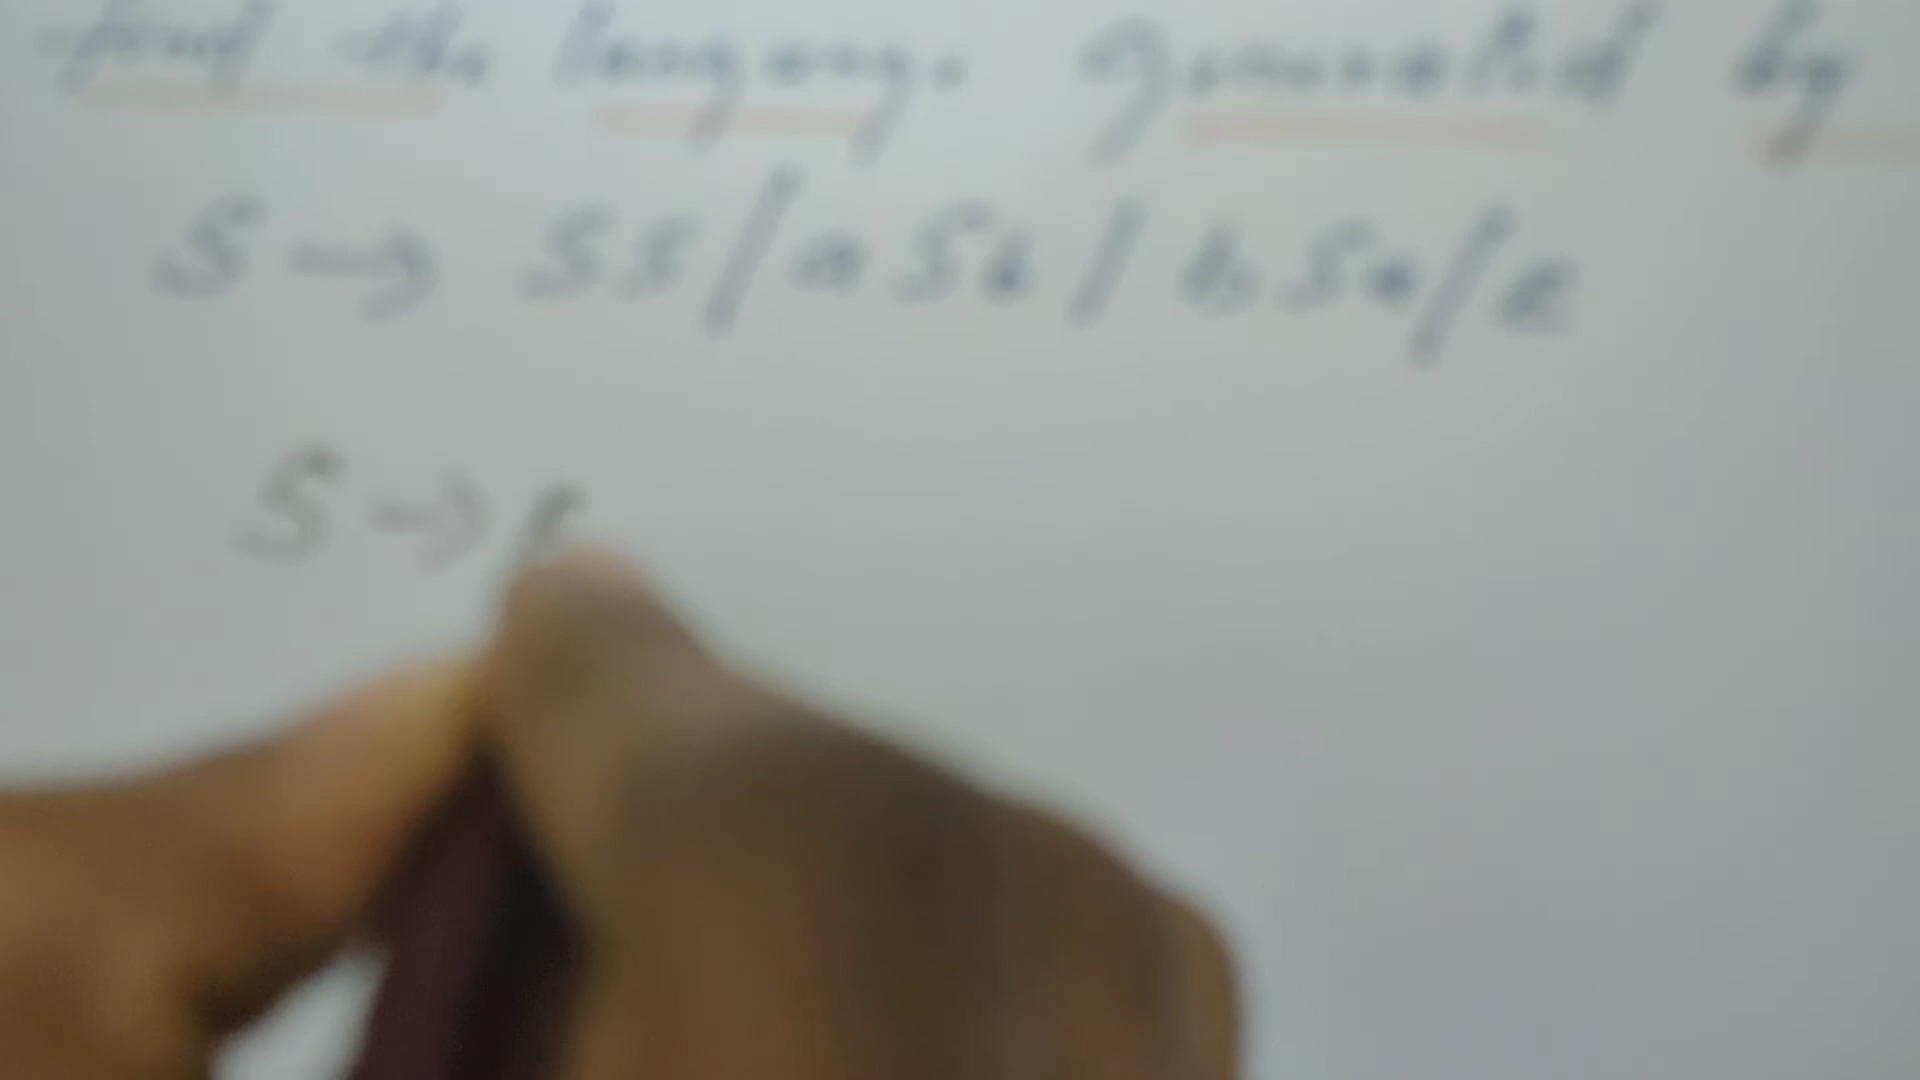 find the language generated by
S → SS/aSb/bSa/ε
S →